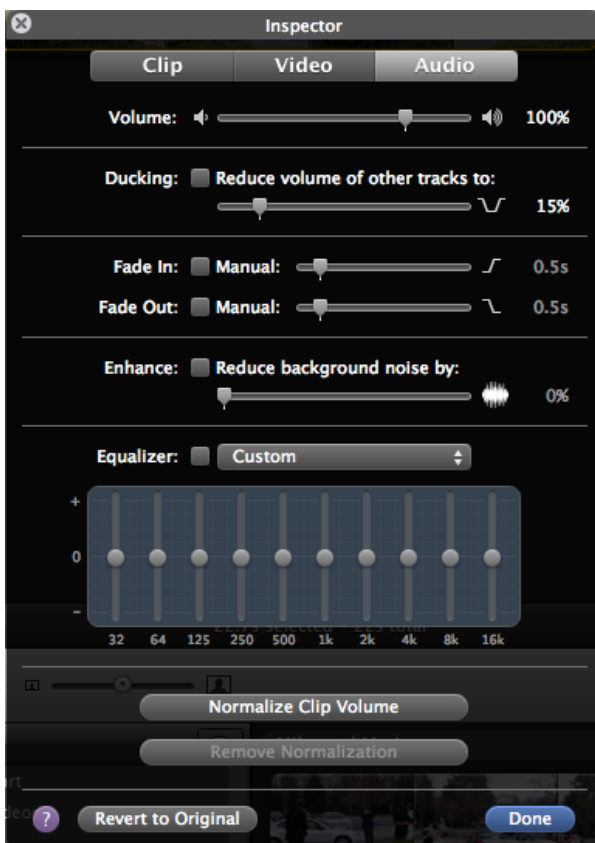 Inspector
Clip Video Audio
Volume: 100%
Ducking: Reduce volume of other tracks to:
15%
Fade In: Manual: 0.5s
Fade Out: Manual: 0.5s
Enhance: Reduce background noise by:
0%
Equalizer: Custom
+
0
-
32 64 125 250 500 1k 2k 4k 8k 16k
Normalize Clip Volume
Remove Normalization
? Revert to Original Done